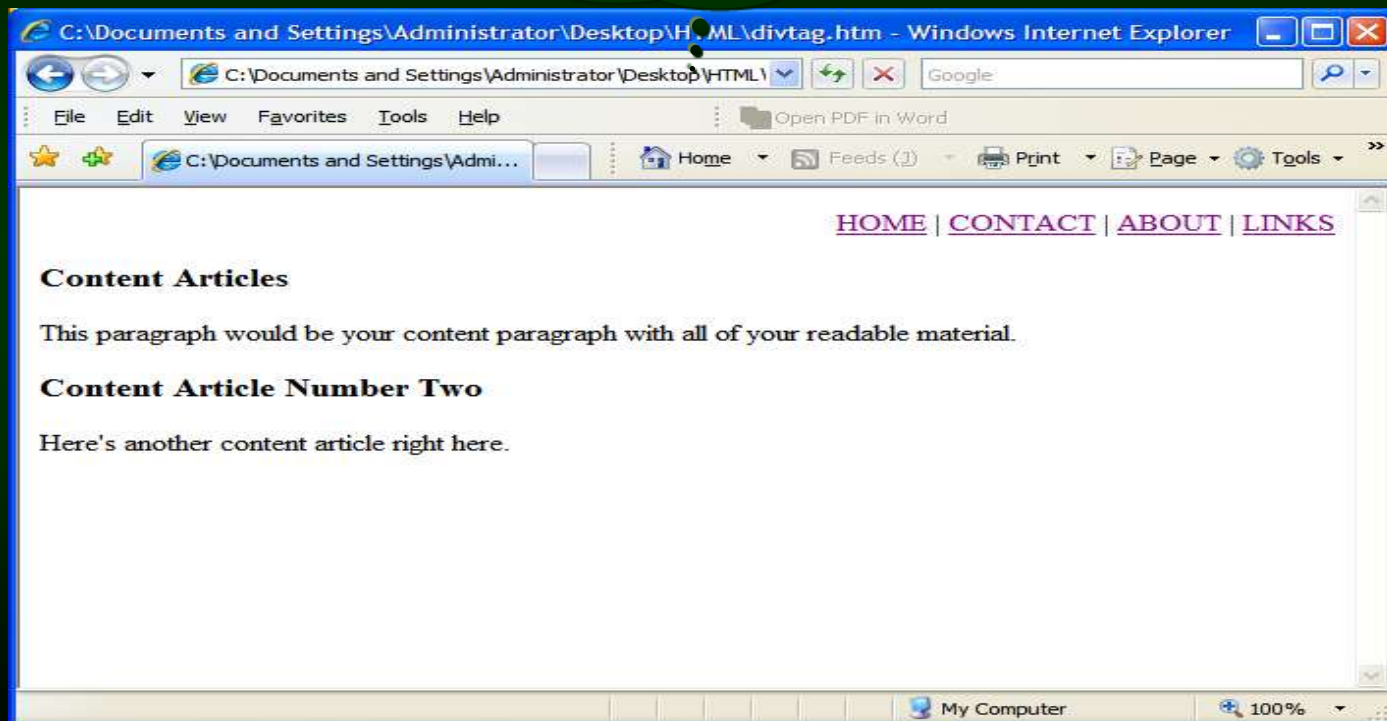 C:\Documents and Settings\Administrator\Desktop\HTML\divtag.htm - Windows Internet Explorer
C:\Documents and Settings\Administrator\Desktop\HTML\ Google
File Edit View Favorites Tools Help Open PDF in Word
C:\Documents and Settings\Admi... Home Feeds (J) Print Page Tools »
HOME | CONTACT | ABOUT | LINKS
Content Articles
This paragraph would be your content paragraph with all of your readable material.
Content Article Number Two
Here's another content article right here.
My Computer 100%